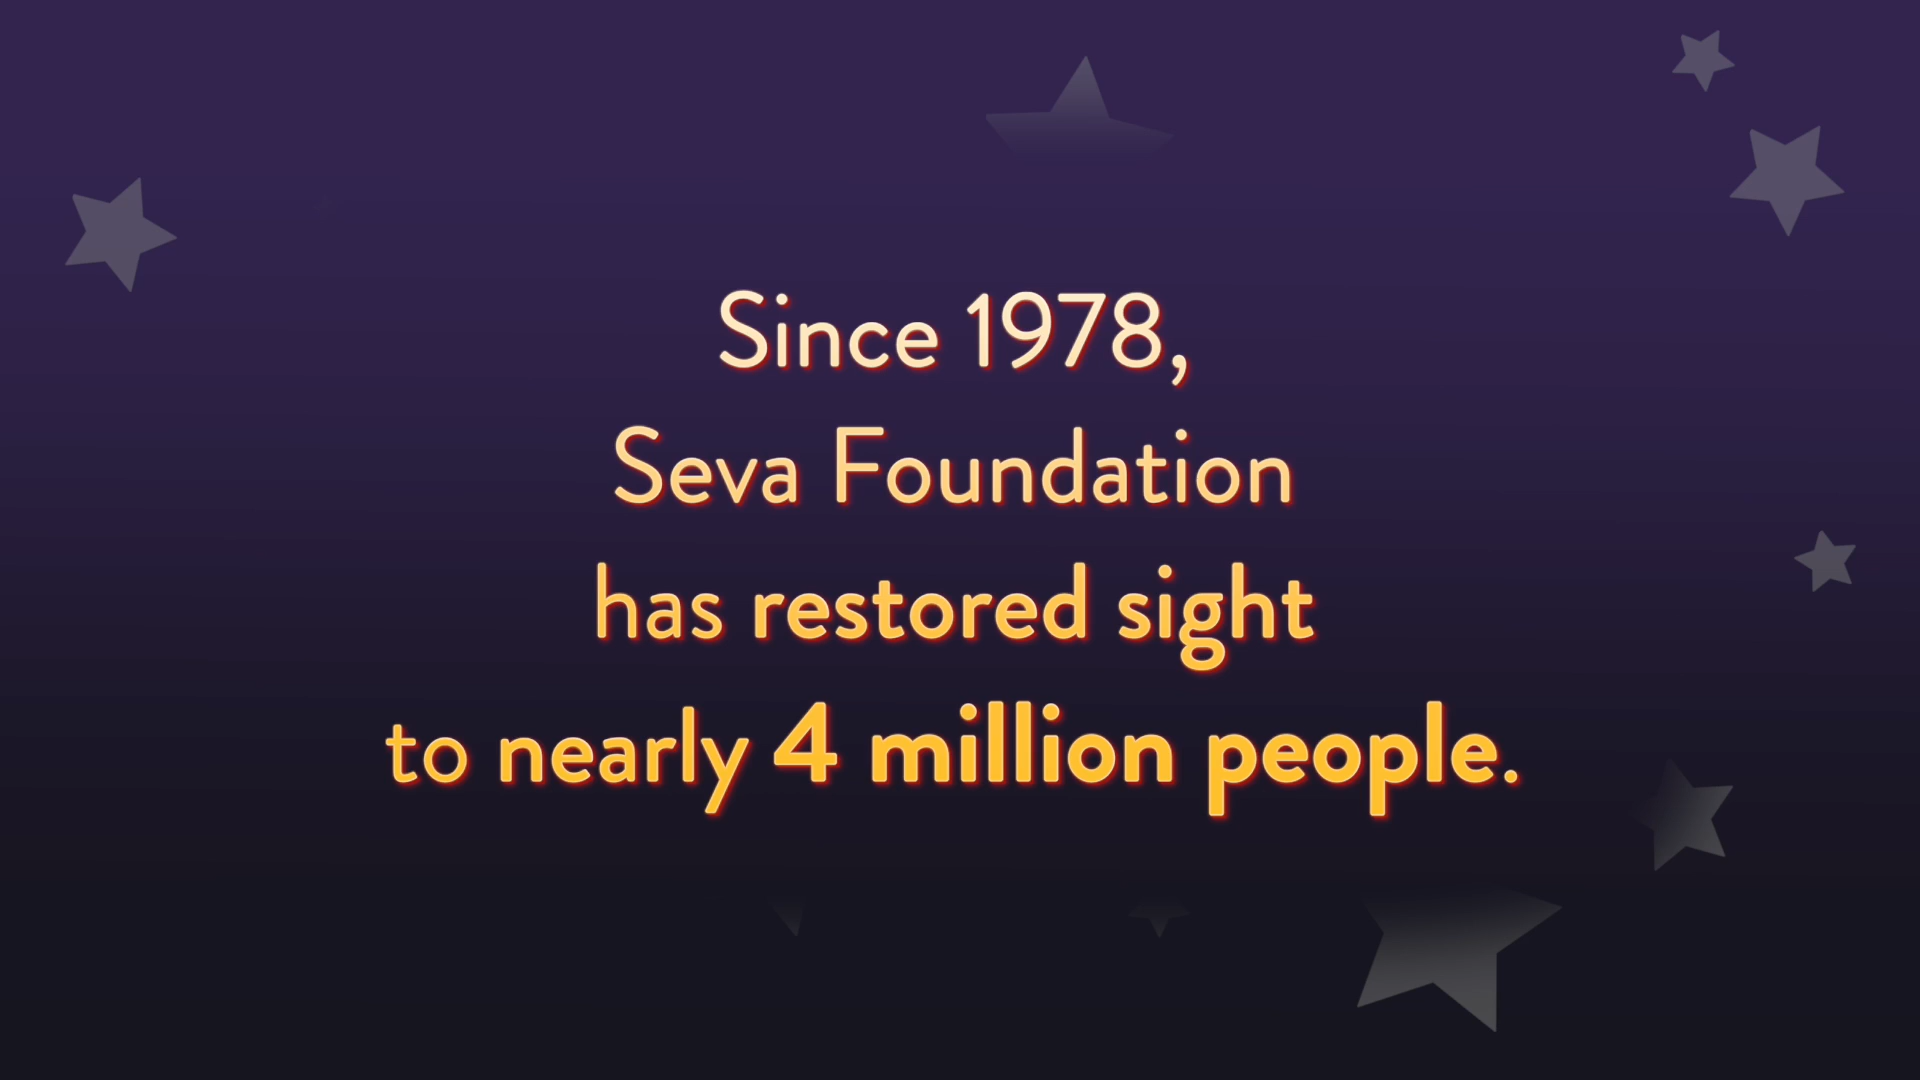 Since 1978,
Seva Foundation
has restored sight
to nearly 4 million people.